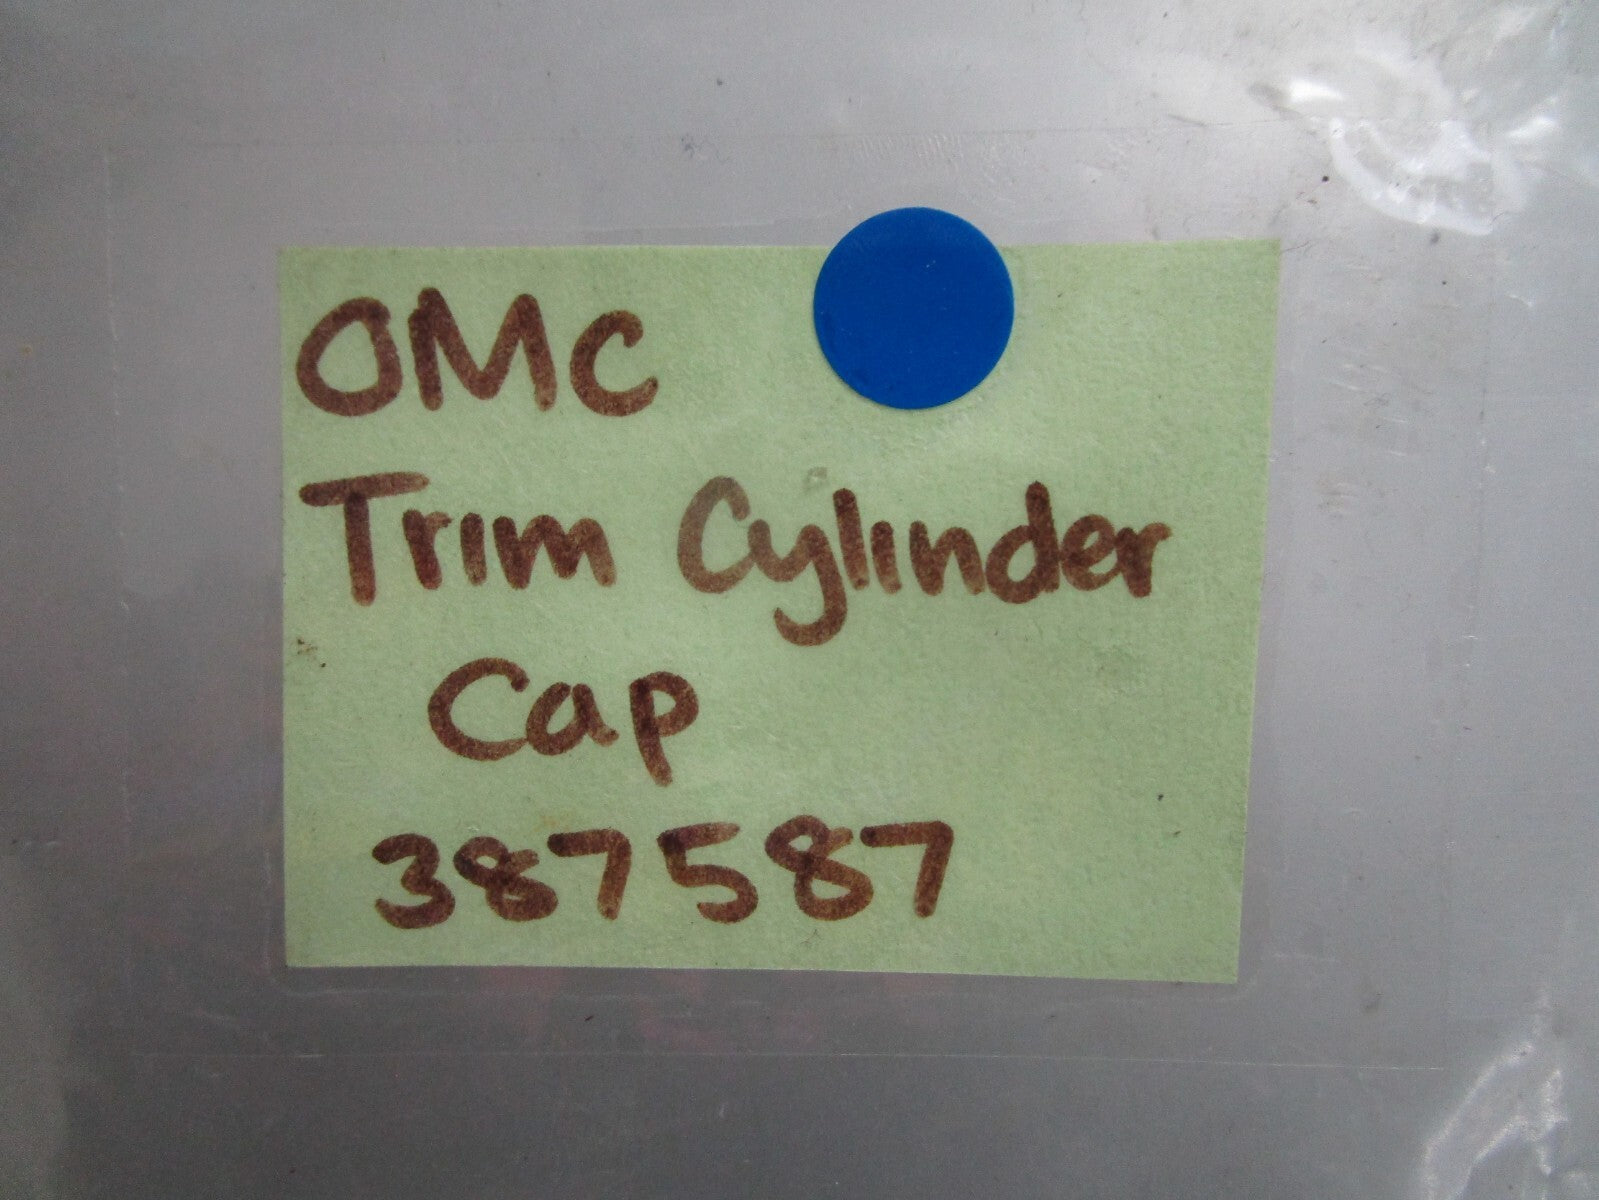 OMC
Trim Cylinder
Cap
387587